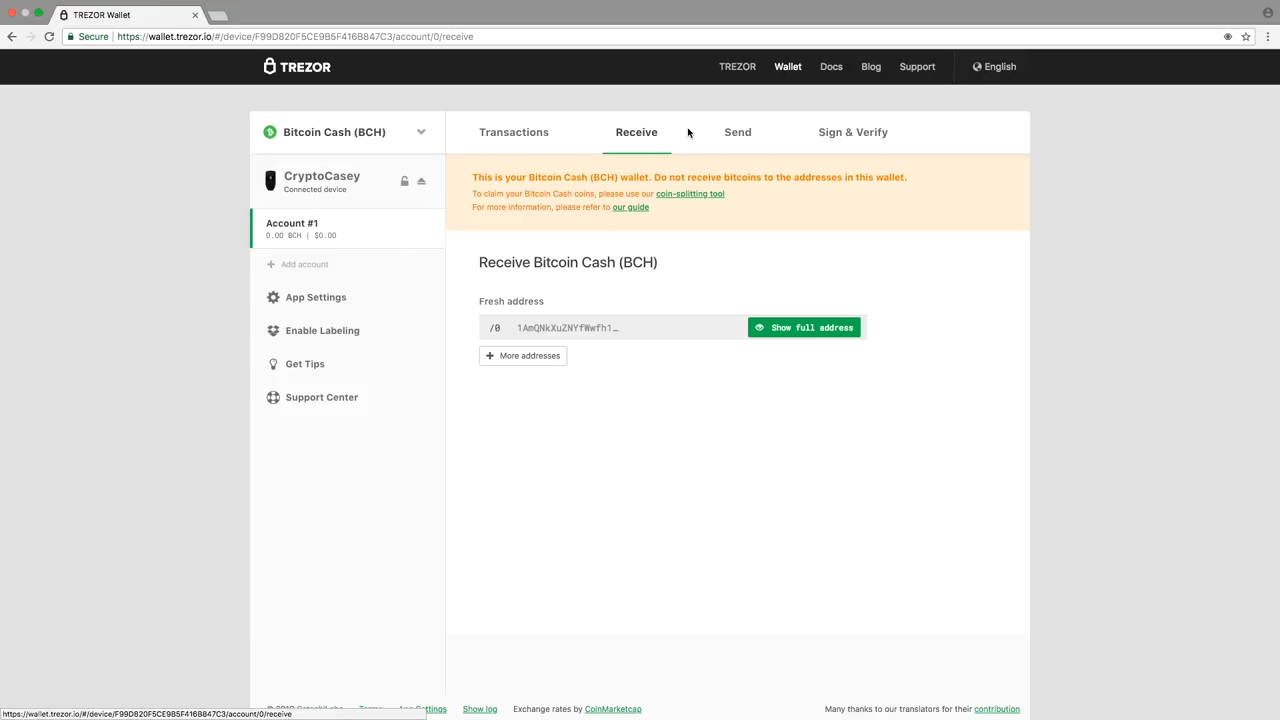 TREZOR Wallet
Secure
https://wallet.trezor.io/#/device/F99D820F5CE9B5F416B847C3/account/0/receive
TREZOR
TREZOR Wallet Docs Blog Support English
Bitcoin Cash (BCH)
Transactions Receive Send Sign & Verify
CryptoCasey
Connected device
This is your Bitcoin Cash (BCH) wallet. Do not receive bitcoins to the addresses in this wallet.
To claim your Bitcoin Cash coins, please use our coin-splitting tool
For more information, please refer to our guide
Account #1
0.00 BCH | $0.00
Add account
App Settings
Enable Labeling
Get Tips
Support Center
Receive Bitcoin Cash (BCH)
Fresh address
/0 1AmQNkXuZNYfWwfh1…
Show full address
More addresses
Show log Exchange rates by CoinMarketcap Many thanks to our translators for their contribution
https://wallet.trezor.io/#/device/F99D820F5CE9B5F416B847C3/account/0/receive